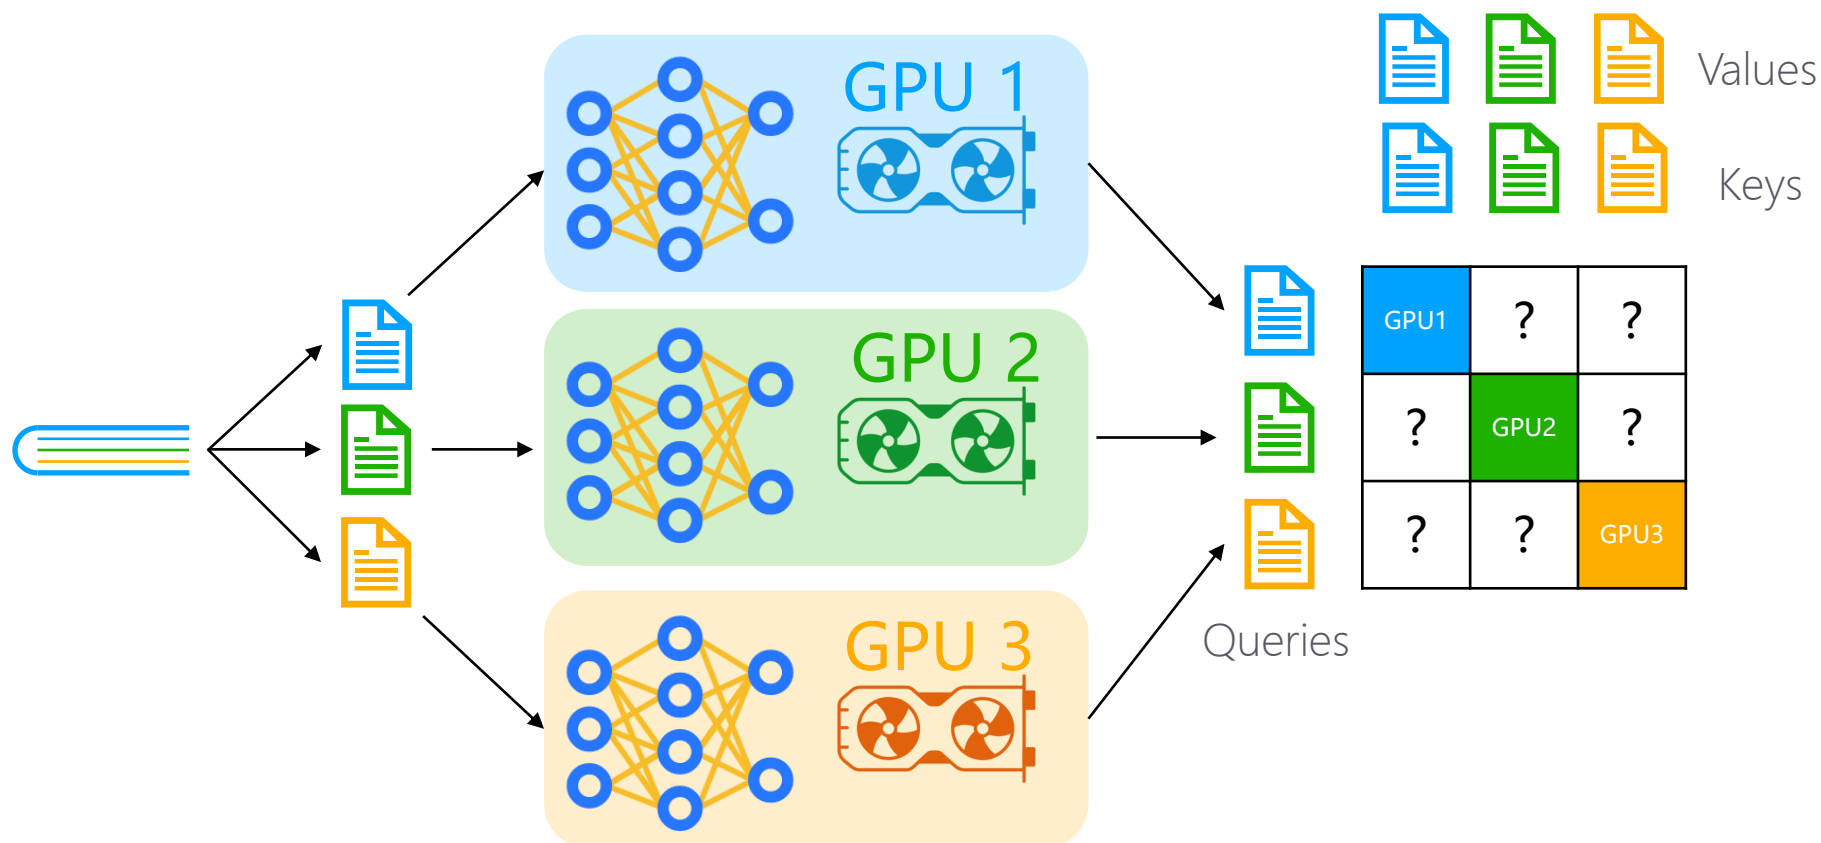 GPU 1
GPU 2
GPU 3
Values
Keys
GPU1 ? ?
? GPU2 ?
? ? GPU3
Queries